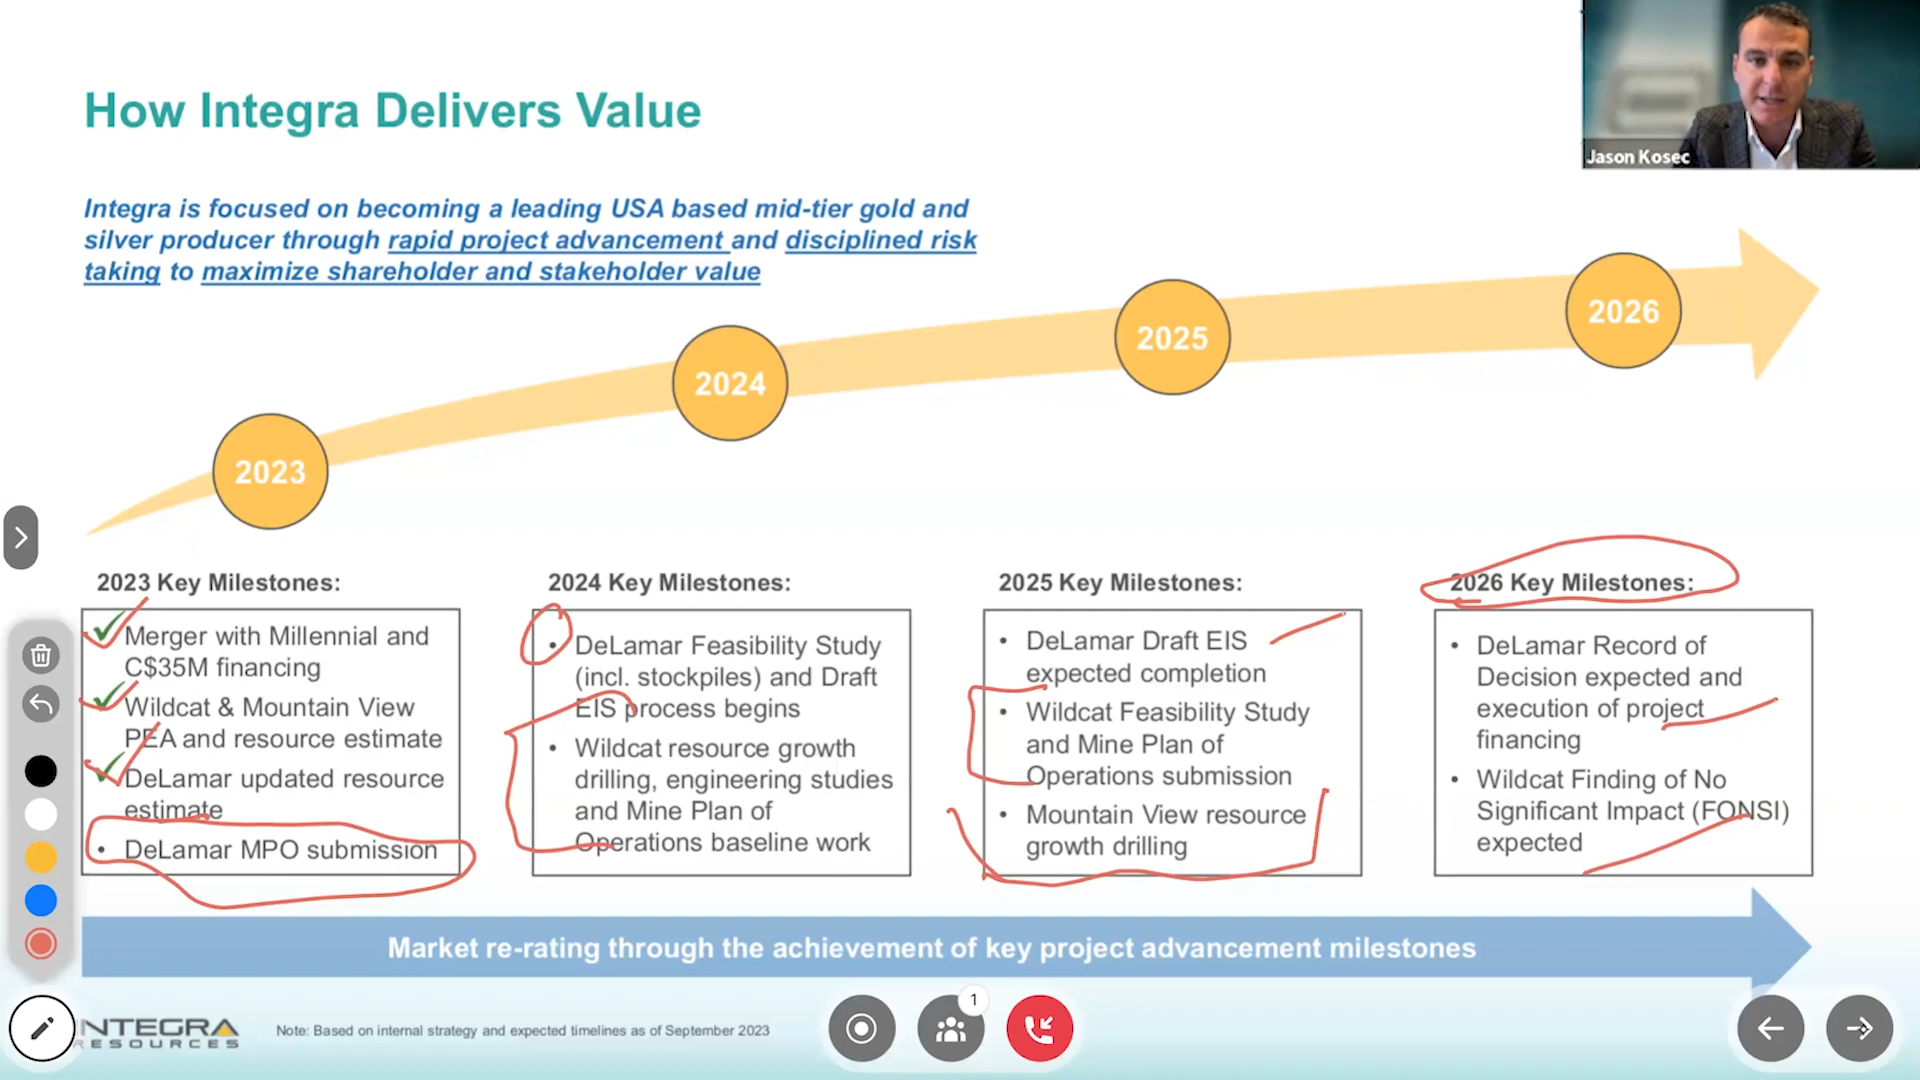 How Integra Delivers Value
Jason Kosec
Integra is focused on becoming a leading USA based mid-tier gold and
silver producer through rapid project advancement and disciplined risk
taking to maximize shareholder and stakeholder value
2023
2024
2025
2026
2023 Key Milestones:
Merger with Millennial and
C$35M financing
Wildcat & Mountain View
PEA and resource estimate
DeLamar updated resource
estimate
• DeLamar MPO submission
2024 Key Milestones:
• DeLamar Feasibility Study
(incl. stockpiles) and Draft
EIS process begins
• Wildcat resource growth
drilling, engineering studies
and Mine Plan of
Operations baseline work
2025 Key Milestones:
• DeLamar Draft EIS
expected completion
• Wildcat Feasibility Study
and Mine Plan of
Operations submission
• Mountain View resource
growth drilling
2026 Key Milestones:
• DeLamar Record of
Decision expected and
execution of project
financing
• Wildcat Finding of No
Significant Impact (FONSI)
expected
Market re-rating through the achievement of key project advancement milestones
NTEGRA
RESOURCES
Note: Based on internal strategy and expected timelines as of September 2023
1